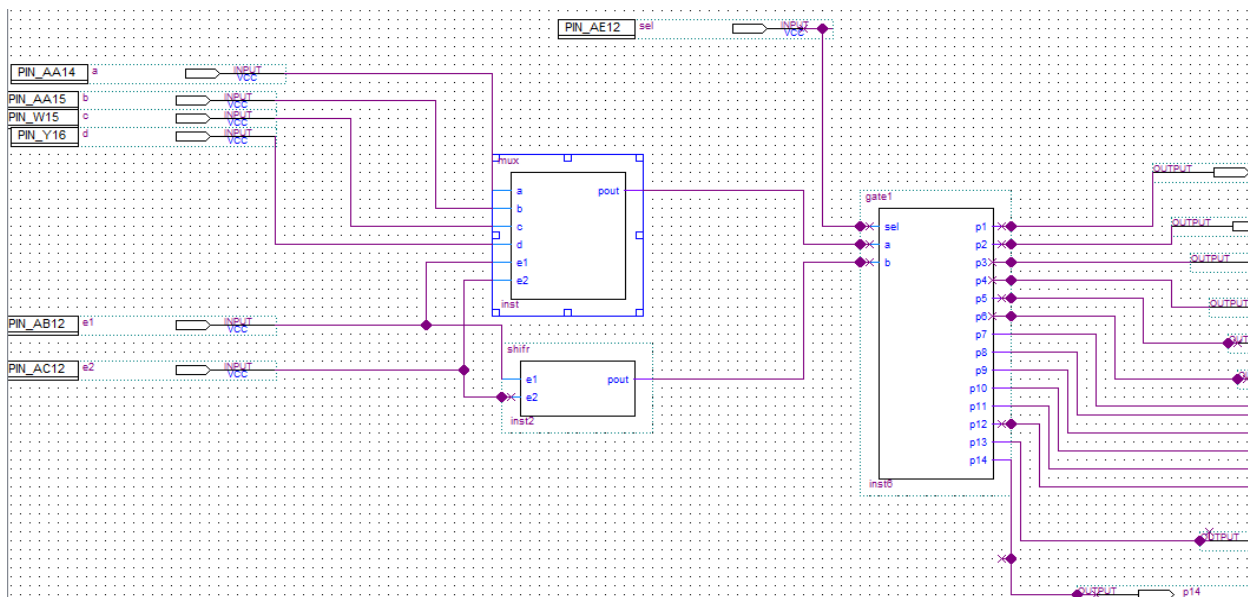 PIN_AE12 sel INPUT VCC
PIN_AA14 a INPUT VCC
PIN_AA15 b INPUT VCC
PIN_W15 c INPUT VCC
PIN_Y16 d INPUT VCC
mux
a pout
b
c
d
e1
e2
inst
PIN_AB12 e1 INPUT VCC
PIN_AC12 e2 INPUT VCC
shifr
e1 pout
e2
inst2
gate1
sel p1
a p2
b p3
p4
p5
p6
p7
p8
p9
p10
p11
p12
p13
p14
inst6
OUTPUT
OUTPUT
OUTPUT
OUTPUT
OUTPUT
OUTPUT p14